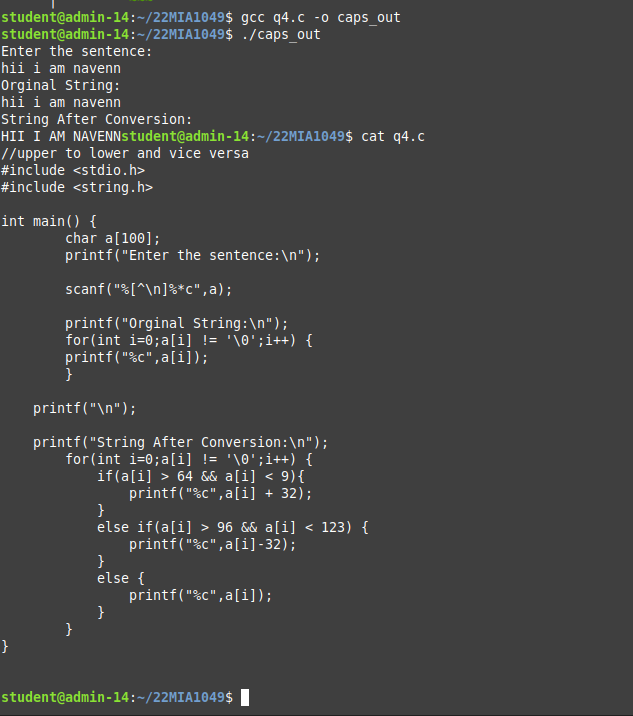 student@admin-14:~/22MIA1049$ gcc q4.c -o caps_out
student@admin-14:~/22MIA1049$ ./caps_out
Enter the sentence:
hii i am navenn
Orginal String:
hii i am navenn
String After Conversion:
HII I AM NAVENNstudent@admin-14:~/22MIA1049$ cat q4.c
//upper to lower and vice versa
#include <stdio.h>
#include <string.h>

int main() {
        char a[100];
        printf("Enter the sentence:\n");

        scanf("%[^\n]%*c",a);

        printf("Orginal String:\n");
        for(int i=0;a[i] != '\0';i++) {
        printf("%c",a[i]);
        }

    printf("\n");

    printf("String After Conversion:\n");
        for(int i=0;a[i] != '\0';i++) {
            if(a[i] > 64 && a[i] < 9){
                printf("%c",a[i] + 32);
            }
            else if(a[i] > 96 && a[i] < 123) {
                printf("%c",a[i]-32);
            }
            else {
                printf("%c",a[i]);
            }
        }
}

student@admin-14:~/22MIA1049$